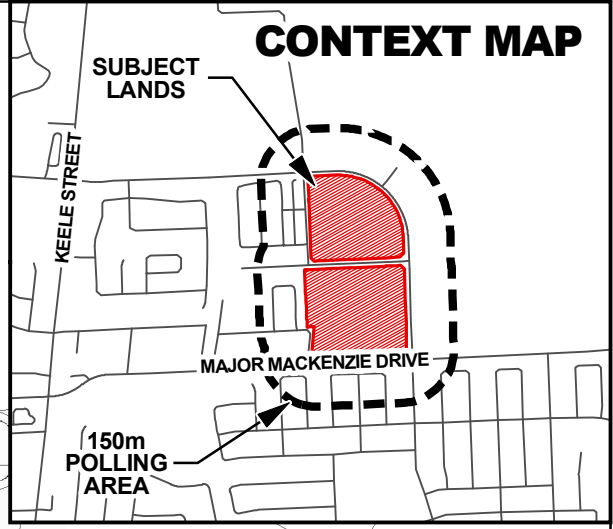 CONTEXT MAP
SUBJECT
LANDS
KEELE STREET
MAJOR MACKENZIE DRIVE
150m
POLLING
AREA